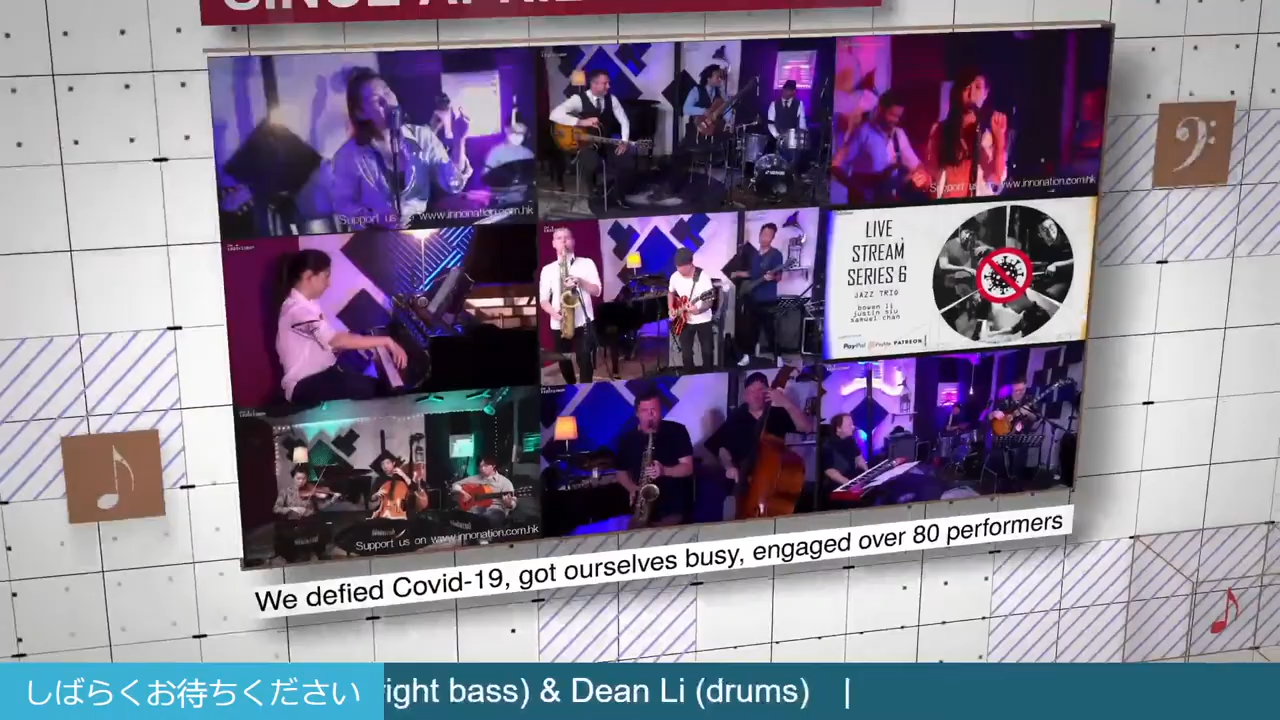 Support us on www.innonation.com.hk
Support us on www.innonation.com.hk
LIVE
STREAM
SERIES 6
JAZZ TRIO
bowen li
justin siu
samuel chan
PayPal
PATREON
Support us on www.innonation.com.hk
We defied Covid-19, got ourselves busy, engaged over 80 performers
しばらくお待ちください
right bass) & Dean Li (drums) |